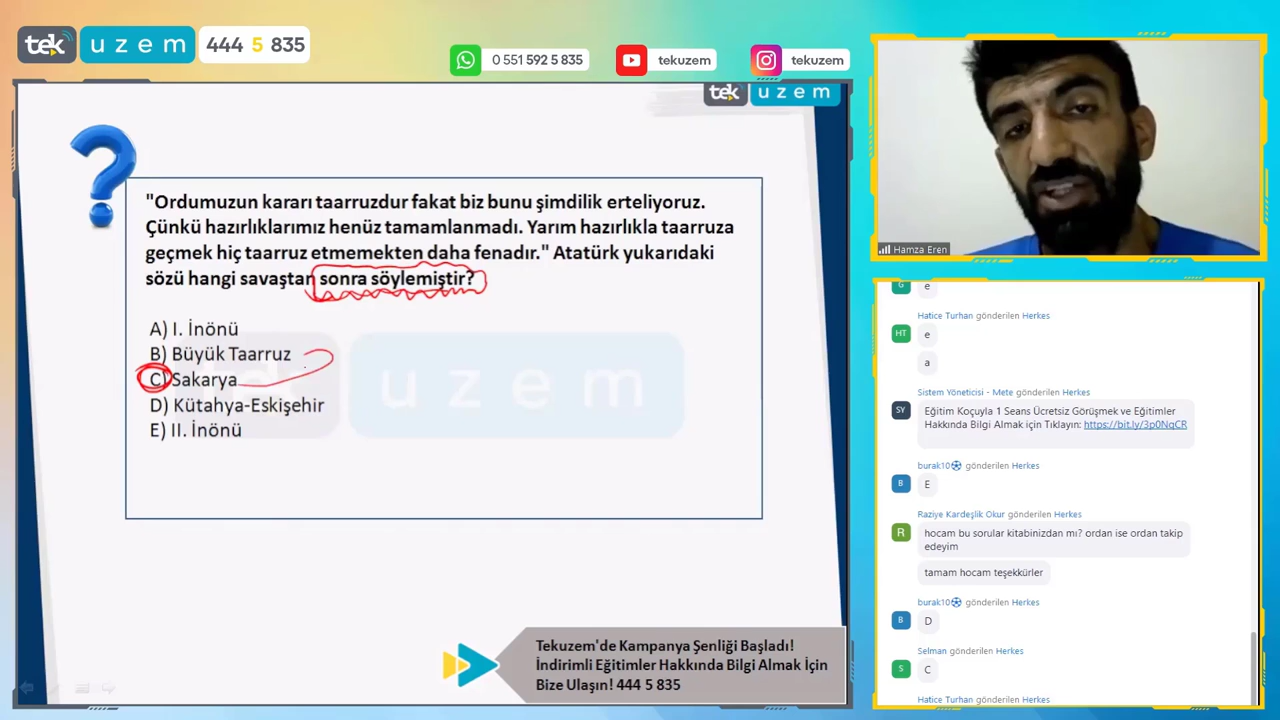 tek uzem 444 5 835
0 551 592 5 835
tekuzem
tekuzem
tek uzem
"Ordumuzun kararı taarruzdur fakat biz bunu şimdilik erteliyoruz.
Çünkü hazırlıklarımız henüz tamamlanmadı. Yarım hazırlıkla taarruza
geçmek hiç taarruz etmemekten daha fenadır." Atatürk yukarıdaki
sözü hangi savaştan sonra söylemiştir?
A) I. İnönü
B) Büyük Taarruz
C) Sakarya
D) Kütahya-Eskişehir
E) II. İnönü
uzem
Tekuzem'de Kampanya Şenliği Başladı!
İndirimli Eğitimler Hakkında Bilgi Almak İçin
Bize Ulaşın! 444 5 835
Hamza Eren
G
e
Hatice Turhan gönderilen Herkes
HT
e
a
Sistem Yöneticisi - Mete gönderilen Herkes
SY
Eğitim Koçuyla 1 Seans Ücretsiz Görüşmek ve Eğitimler
Hakkında Bilgi Almak için Tıklayın: https://bit.ly/3p0NqCR
burak10⚽ gönderilen Herkes
B
E
Raziye Kardeşlik Okur gönderilen Herkes
R
hocam bu sorular kitabinizdan mı? ordan ise ordan takip
edeyim
tamam hocam teşekkürler
burak10⚽ gönderilen Herkes
B
D
Selman gönderilen Herkes
S
C
Hatice Turhan gönderilen Herkes